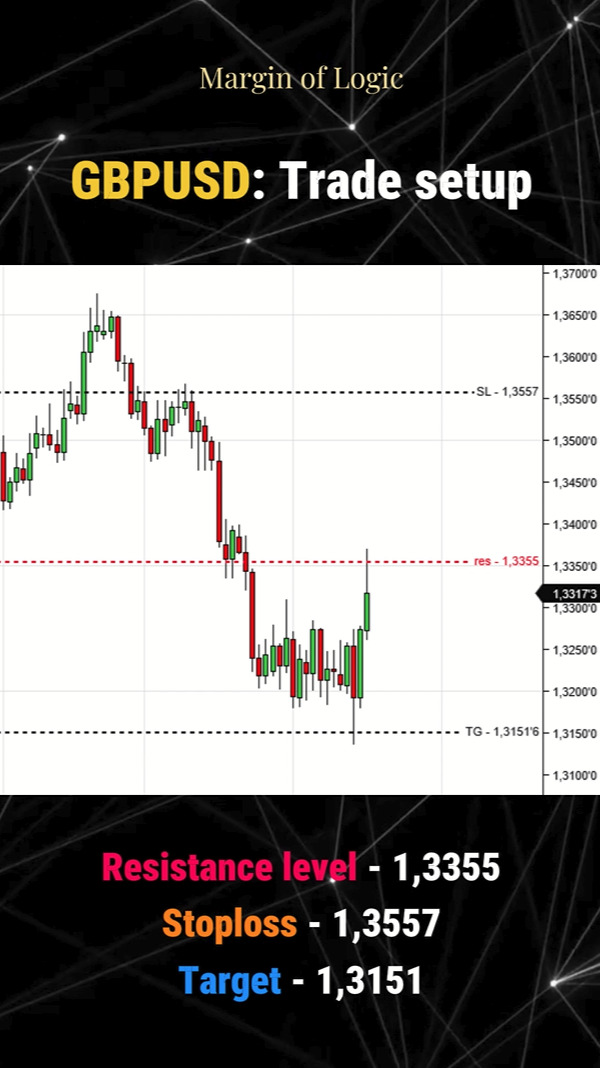 Margin of Logic
GBPUSD: Trade setup
1,3700'0
1,3650'0
1,3600'0
SL - 1,3557
1,3550'0
1,3500'0
1,3450'0
1,3400'0
res - 1,3355
1,3350'0
1,3317'3
1,3300'0
1,3250'0
1,3200'0
TG - 1,3151'6
1,3150'0
1,3100'0
Resistance level - 1,3355
Stoploss - 1,3557
Target - 1,3151